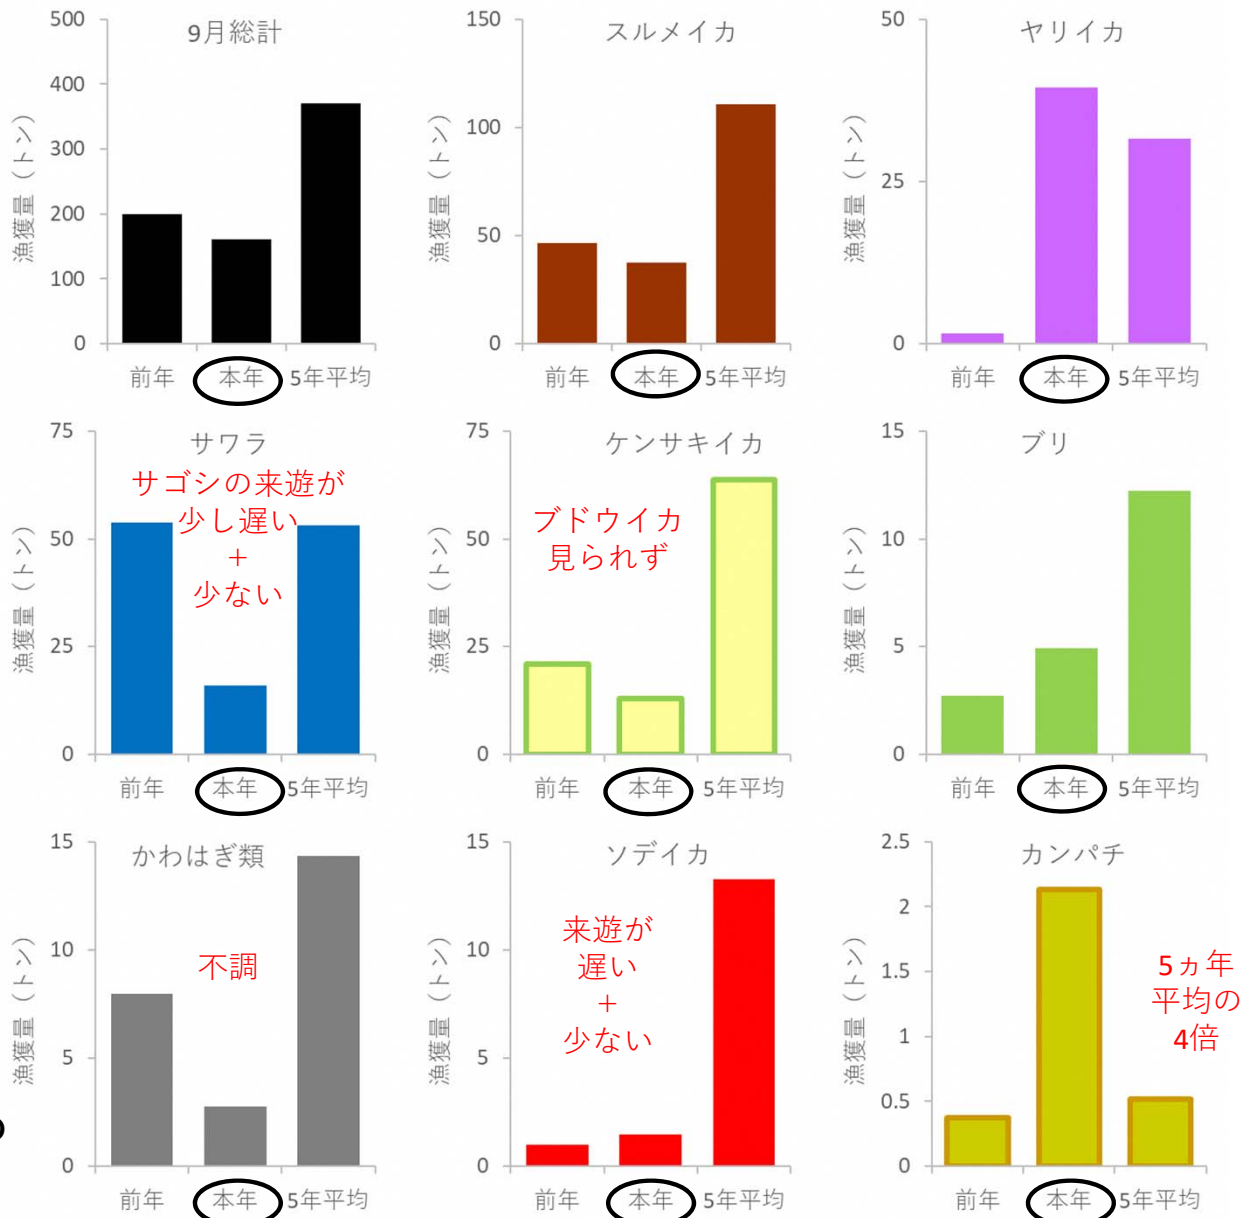 9月総計
漁獲量（トン）
500
400
300
200
100
0
前年 本年 5年平均
スルメイカ
漁獲量（トン）
150
100
50
0
前年 本年 5年平均
ヤリイカ
漁獲量（トン）
50
25
0
前年 本年 5年平均
サワラ
サゴシの来遊が
少し遅い
+
少ない
漁獲量（トン）
75
50
25
0
前年 本年 5年平均
ケンサキイカ
ブドウイカ
見られず
漁獲量（トン）
75
50
25
0
前年 本年 5年平均
ブリ
漁獲量（トン）
15
10
5
0
前年 本年 5年平均
かわはぎ類
不調
漁獲量（トン）
15
10
5
0
前年 本年 5年平均
ソデイカ
来遊が
遅い
+
少ない
漁獲量（トン）
15
10
5
0
前年 本年 5年平均
カンパチ
5ヵ年
平均の
4倍
漁獲量（トン）
2.5
2
1.5
1
0.5
0
前年 本年 5年平均